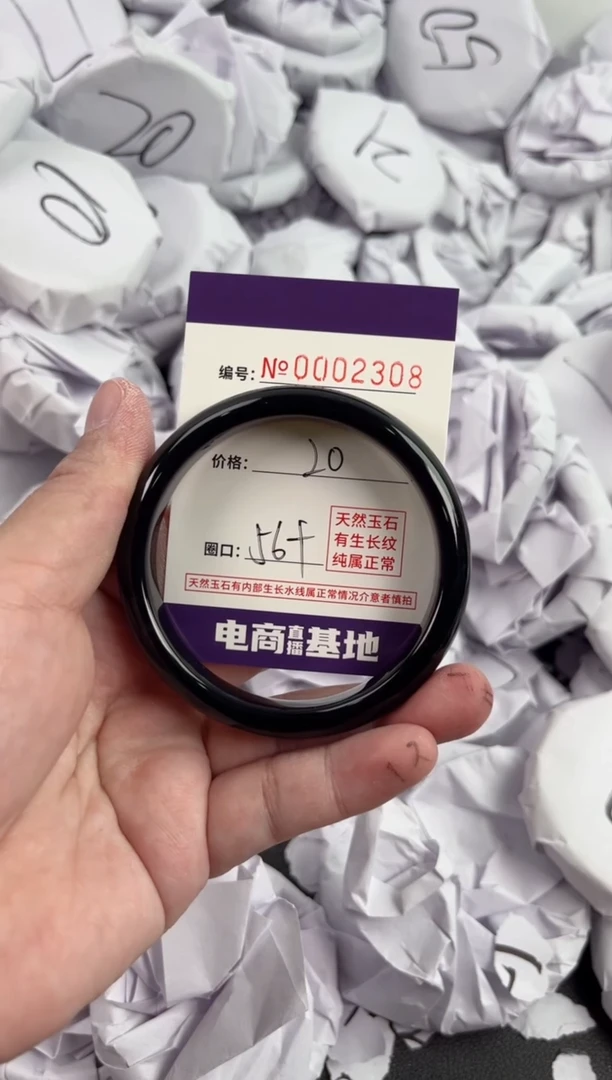 20
编号: №0002308
价格: 20
圈口: 56+
天然玉石
有生长纹
纯属正常
天然玉石有内部生长水线属正常情况介意者慎拍
电商直播基地